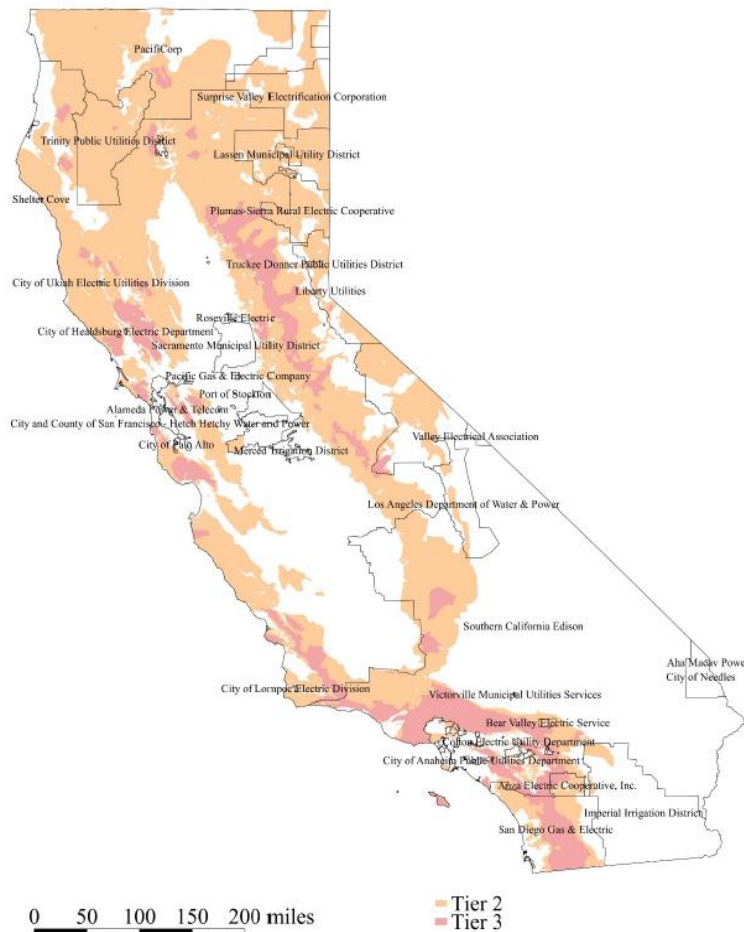 PacifiCorp
Surprise Valley Electrification Corporation
Trinity Public Utilities District
Lassen Municipal Utility District
Shelter Cove
Plumas-Sierra Rural Electric Cooperative
Truckee Donner Public Utilities District
City of Ukiah Electric Utilities Division
Liberty Utilities
Roseville Electric
City of Healdsburg Electric Department
Sacramento Municipal Utility District
Pacific Gas & Electric Company
Port of Stockton
Alameda Power & Telecom
City and County of San Francisco - Hetch Hetchy Water and Power
Valley Electrical Association
City of Palo Alto
Merced Irrigation District
Los Angeles Department of Water & Power
Southern California Edison
Aha Macav Powe
City of Needles
City of Lompoc Electric Division
Victorville Municipal Utilities Services
Bear Valley Electric Service
Colton Electric Utility Department
City of Anaheim Public Utilities Department
Anza Electric Cooperative, Inc.
Imperial Irrigation District
San Diego Gas & Electric
Tier 2
Tier 3
0 50 100 150 200 miles